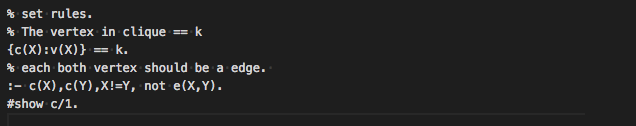 % set rules.
% The vertex in clique == k
{c(X):v(X)} == k.
% each both vertex should be a edge.
:- c(X),c(Y),X!=Y, not e(X,Y).
#show c/1.